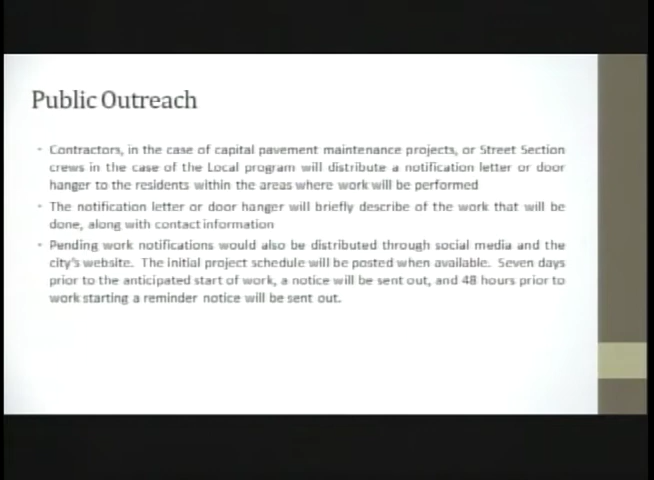 Public Outreach
Contractors, in the case of capital pavement maintenance projects, or Street Section
crews in the case of the Local program will distribute a notification letter or door
hanger to the residents within the areas where work will be performed
The notification letter or door hanger will briefly describe of the work that will be
done, along with contact information
Pending work notifications would also be distributed through social media and the
city's website. The initial project schedule will be posted when available. Seven days
prior to the anticipated start of work, a notice will be sent out, and 48 hours prior to
work starting a reminder notice will be sent out.